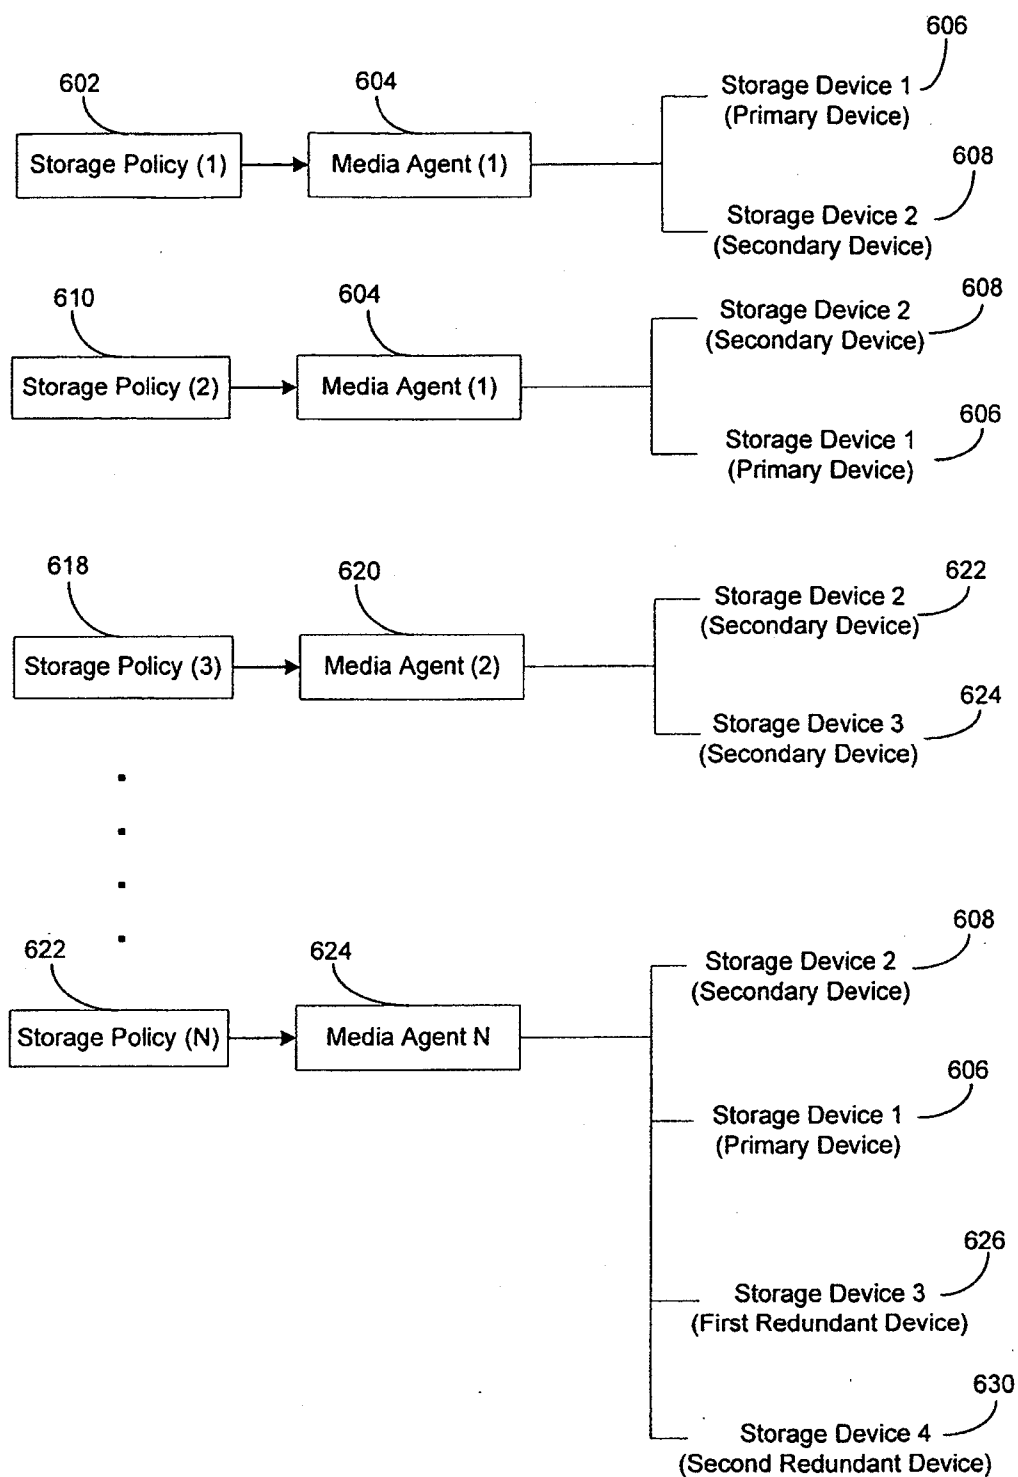 606
602
604
Storage Device 1
(Primary Device)
Storage Policy (1)
Media Agent (1)
608
Storage Device 2
(Secondary Device)
610
604
608
Storage Device 2
(Secondary Device)
Storage Policy (2)
Media Agent (1)
606
Storage Device 1
(Primary Device)
618
620
622
Storage Device 2
(Secondary Device)
Storage Policy (3)
Media Agent (2)
624
Storage Device 3
(Secondary Device)
622
624
608
Storage Device 2
(Secondary Device)
Storage Policy (N)
Media Agent N
606
Storage Device 1
(Primary Device)
626
Storage Device 3
(First Redundant Device)
630
Storage Device 4
(Second Redundant Device)